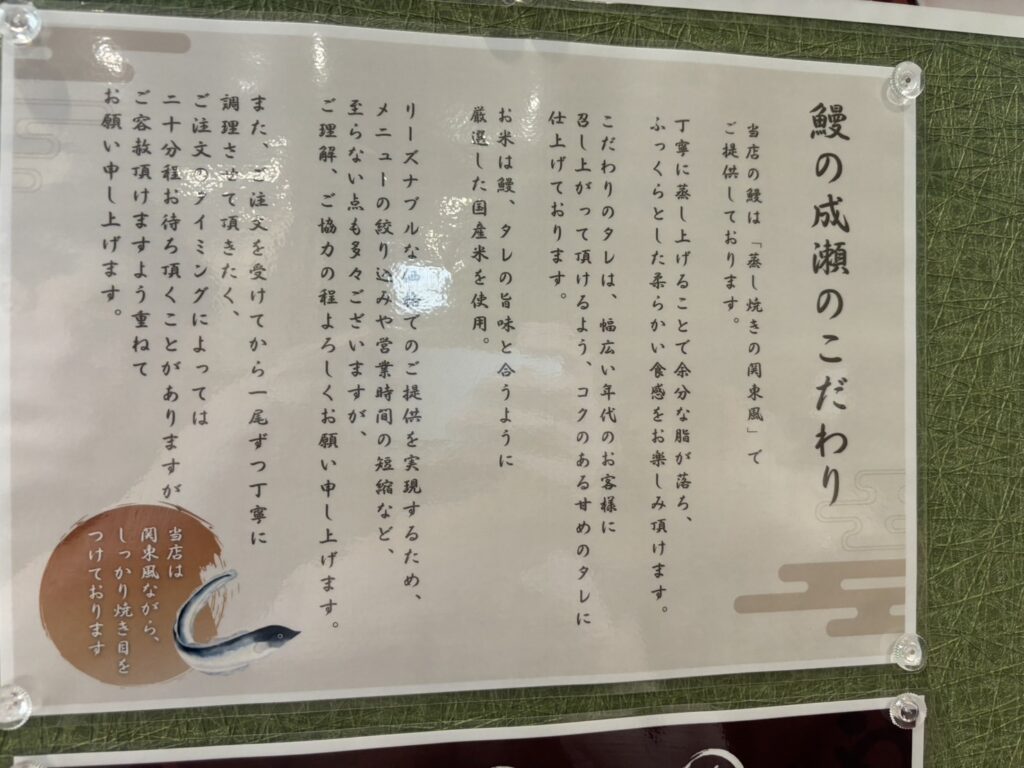 鰻の成瀬のこだわり
当店の鰻は「蒸し焼きの関東風」で
ご提供しております。
丁寧に蒸し上げることで余分な脂が落ち、
ふっくらとした柔らかい食感をお楽しみ頂けます。
こだわりのタレは、幅広い年代のお客様に
召し上がって頂けるよう、コクのある甘めのタレに
仕上げております。
お米は鰻、タレの旨味と合うように
厳選した国産米を使用。
リーズナブルな価格でのご提供を実現するため、
メニューの絞り込みや営業時間の短縮など、
至らない点も多々ございますが、
ご理解、ご協力の程よろしくお願い申し上げます。
また、ご注文を受けてから一尾ずつ丁寧に
調理させて頂きたく、
ご注文のタイミングによっては
二十分程お待ち頂くことがありますが
ご容赦頂けますよう重ねて
お願い申し上げます。
当店は
関東風ながら、
しっかり焼き目を
つけております